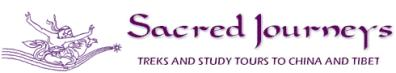 Sacred Journeys
TREKS AND STUDY TOURS TO CHINA AND TIBET